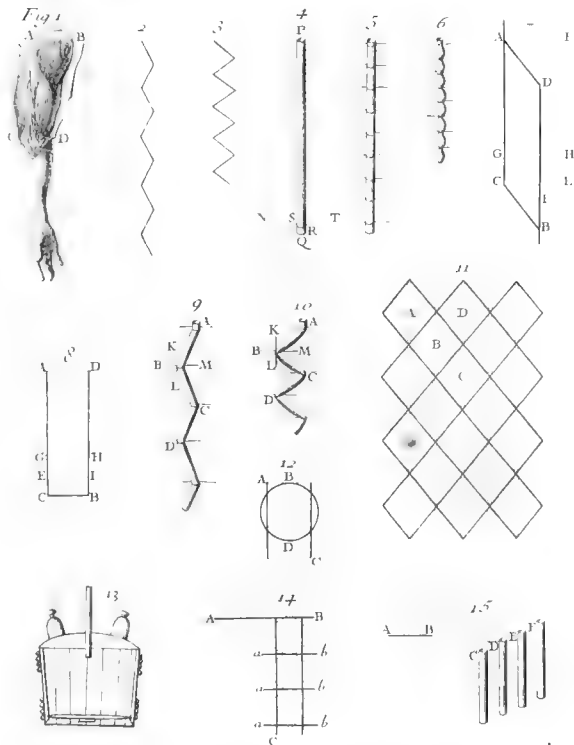 Fig. 1 2 3 4 5 6
A B P A D
C D G H
N S R T C L
Q I
B
8 9 10 11
A D A K A A D
K B M B
B M L C C
L D
C
G H D
E I
C B
12
A B
D
C
13 14 15
A B A B
a b C D E F
a b
a b
C